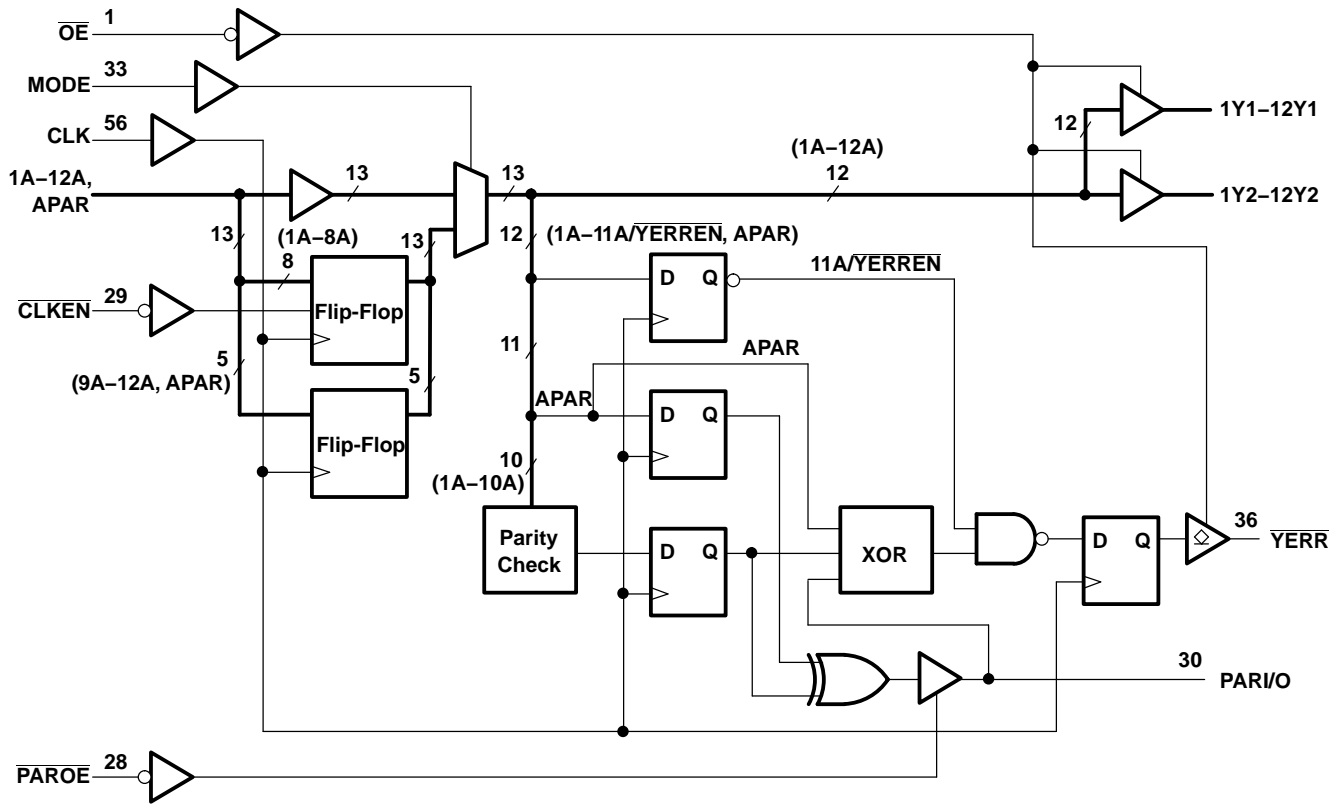 OE 1
MODE 33
CLK 56
1A–12A,
APAR
13
13
(1A–12A)
12
12
1Y1–12Y1
1Y2–12Y2
13
(1A–8A)
8
13
12
(1A–11A/YERREN, APAR)
CLKEN 29
Flip-Flop
D Q
11A/YERREN
5
(9A–12A, APAR)
5
11
APAR
APAR
Flip-Flop
D Q
10
(1A–10A)
Parity
Check
D Q
XOR
D Q
36
YERR
30
PARI/O
PAROE 28